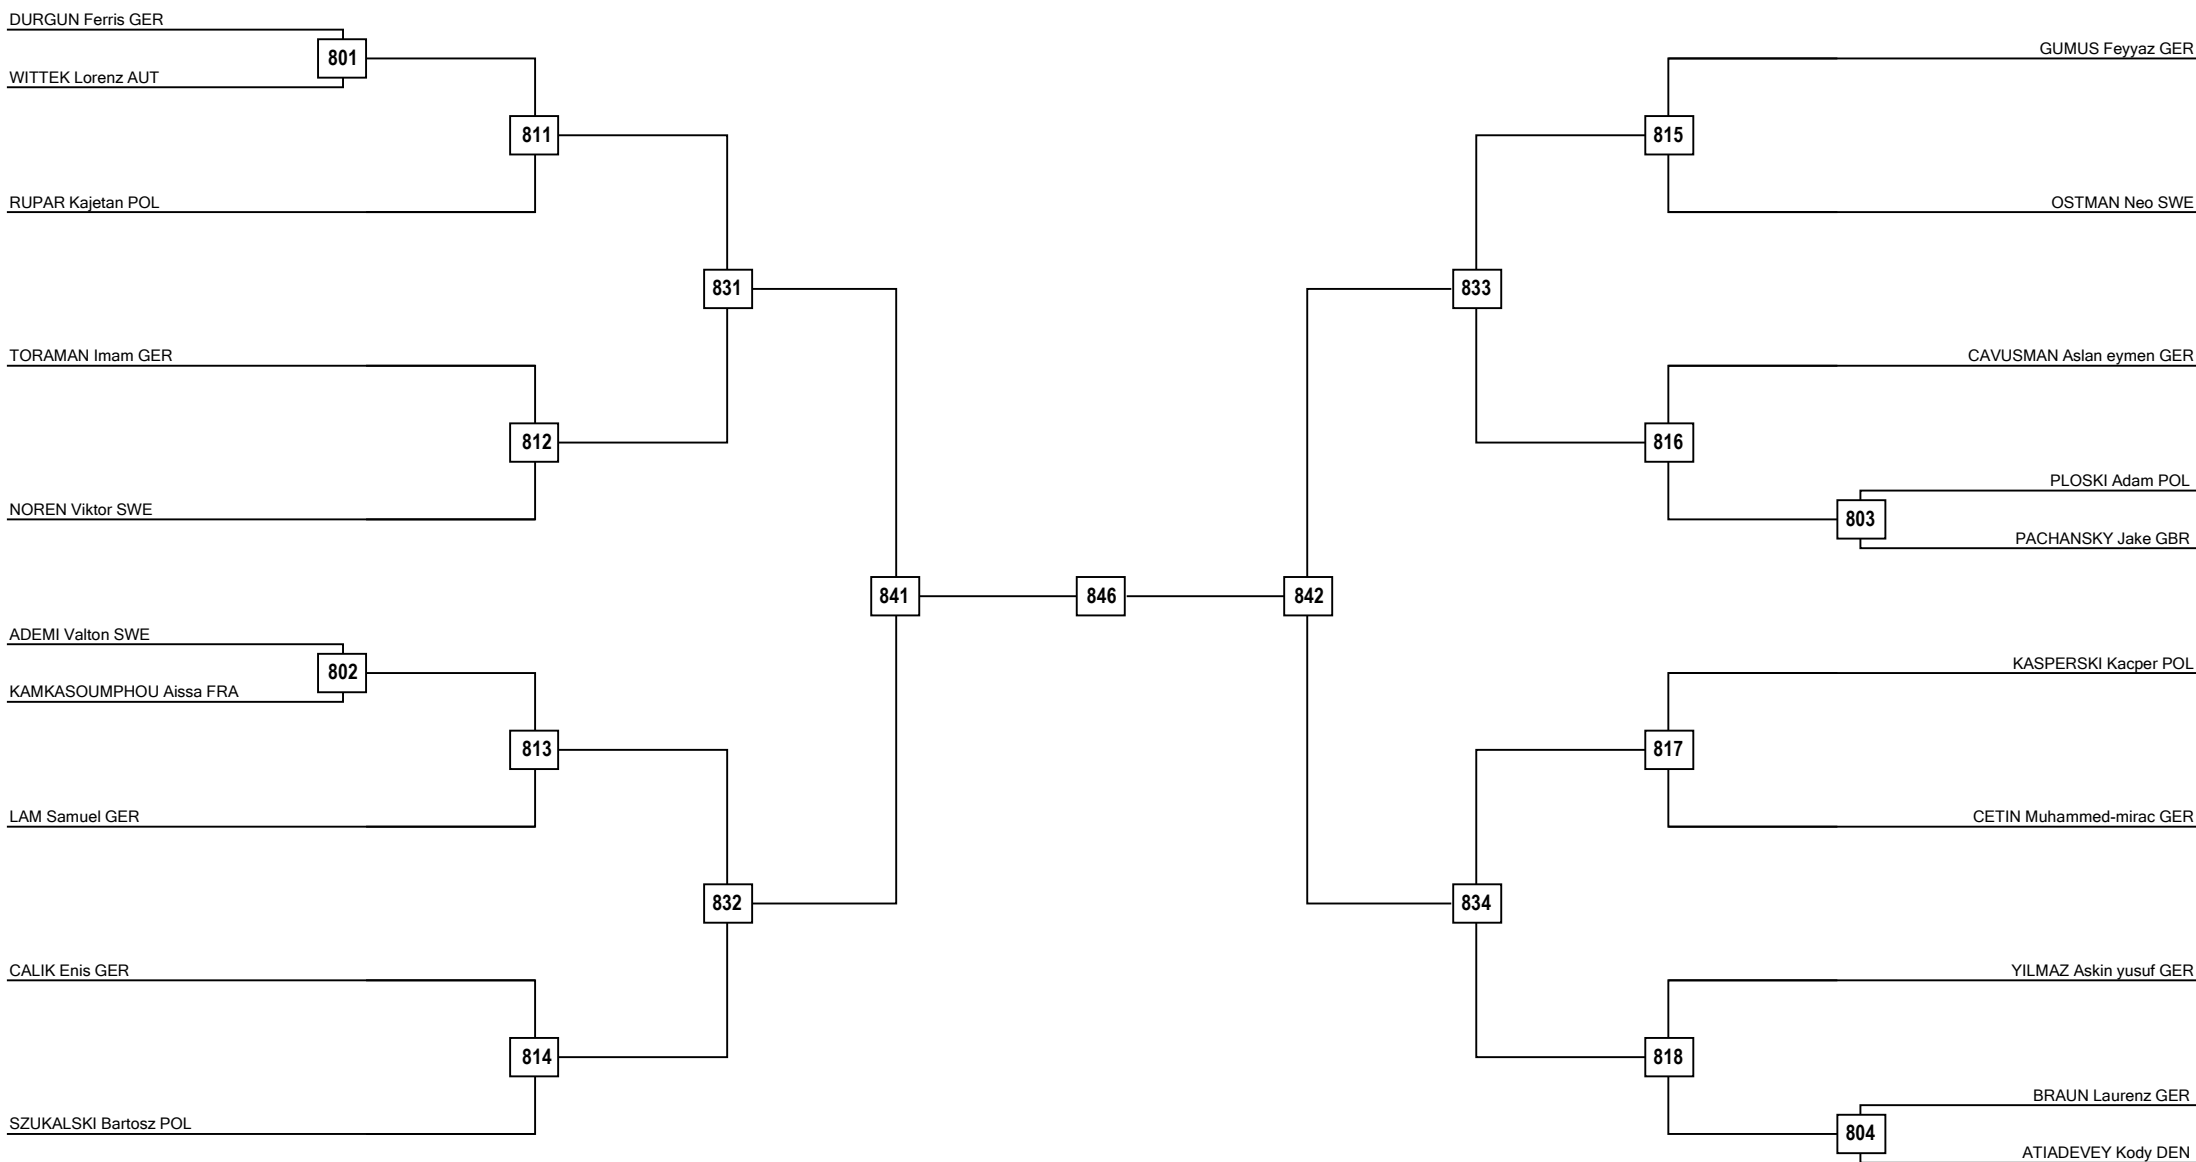 DURGUN Ferris GER
801
WITTEK Lorenz AUT
811
RUPAR Kajetan POL
831
TORAMAN Imam GER
812
NOREN Viktor SWE
841
ADEMI Valton SWE
802
KAMKASOUMPHOU Aissa FRA
813
LAM Samuel GER
832
CALIK Enis GER
814
SZUKALSKI Bartosz POL
846
GUMUS Feyyaz GER
815
OSTMAN Neo SWE
833
CAVUSMAN Aslan eymen GER
816
PLOSKI Adam POL
803
PACHANSKY Jake GBR
842
KASPERSKI Kacper POL
817
CETIN Muhammed-mirac GER
834
YILMAZ Askin yusuf GER
818
BRAUN Laurenz GER
804
ATIADEVEY Kody DEN